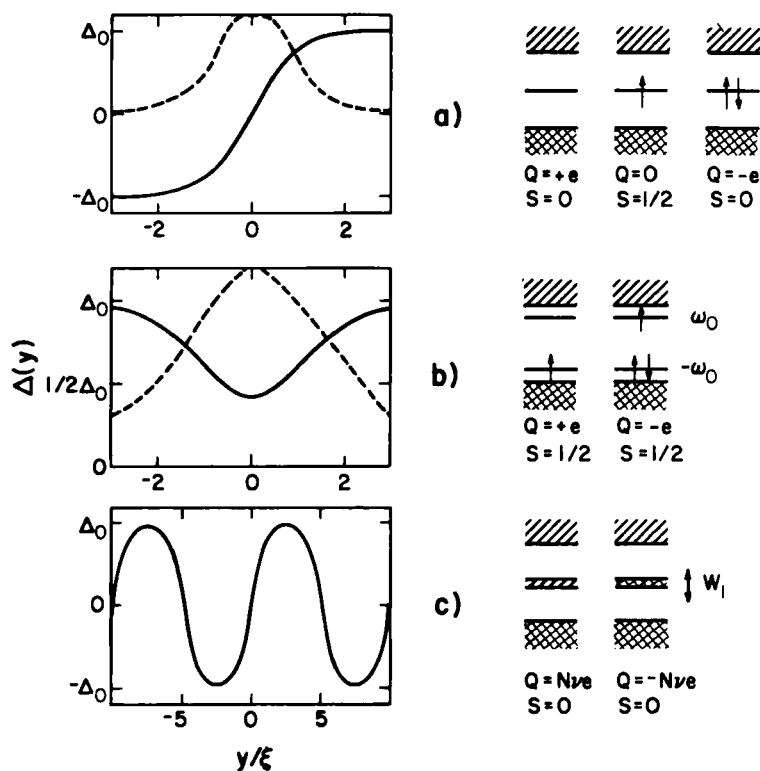 Δ₀
0
-Δ₀
-2 0 2
a)
Q=+e Q=0 Q=-e
S=0 S=1/2 S=0
Δ(y)
Δ₀
1/2Δ₀
0
-2 0 2
b)
ω₀
-ω₀
Q=+e Q=-e
S=1/2 S=1/2
Δ₀
0
-Δ₀
-5 0 5
y/ξ
c)
W₁
Q=Nνe Q=-Nνe
S=0 S=0